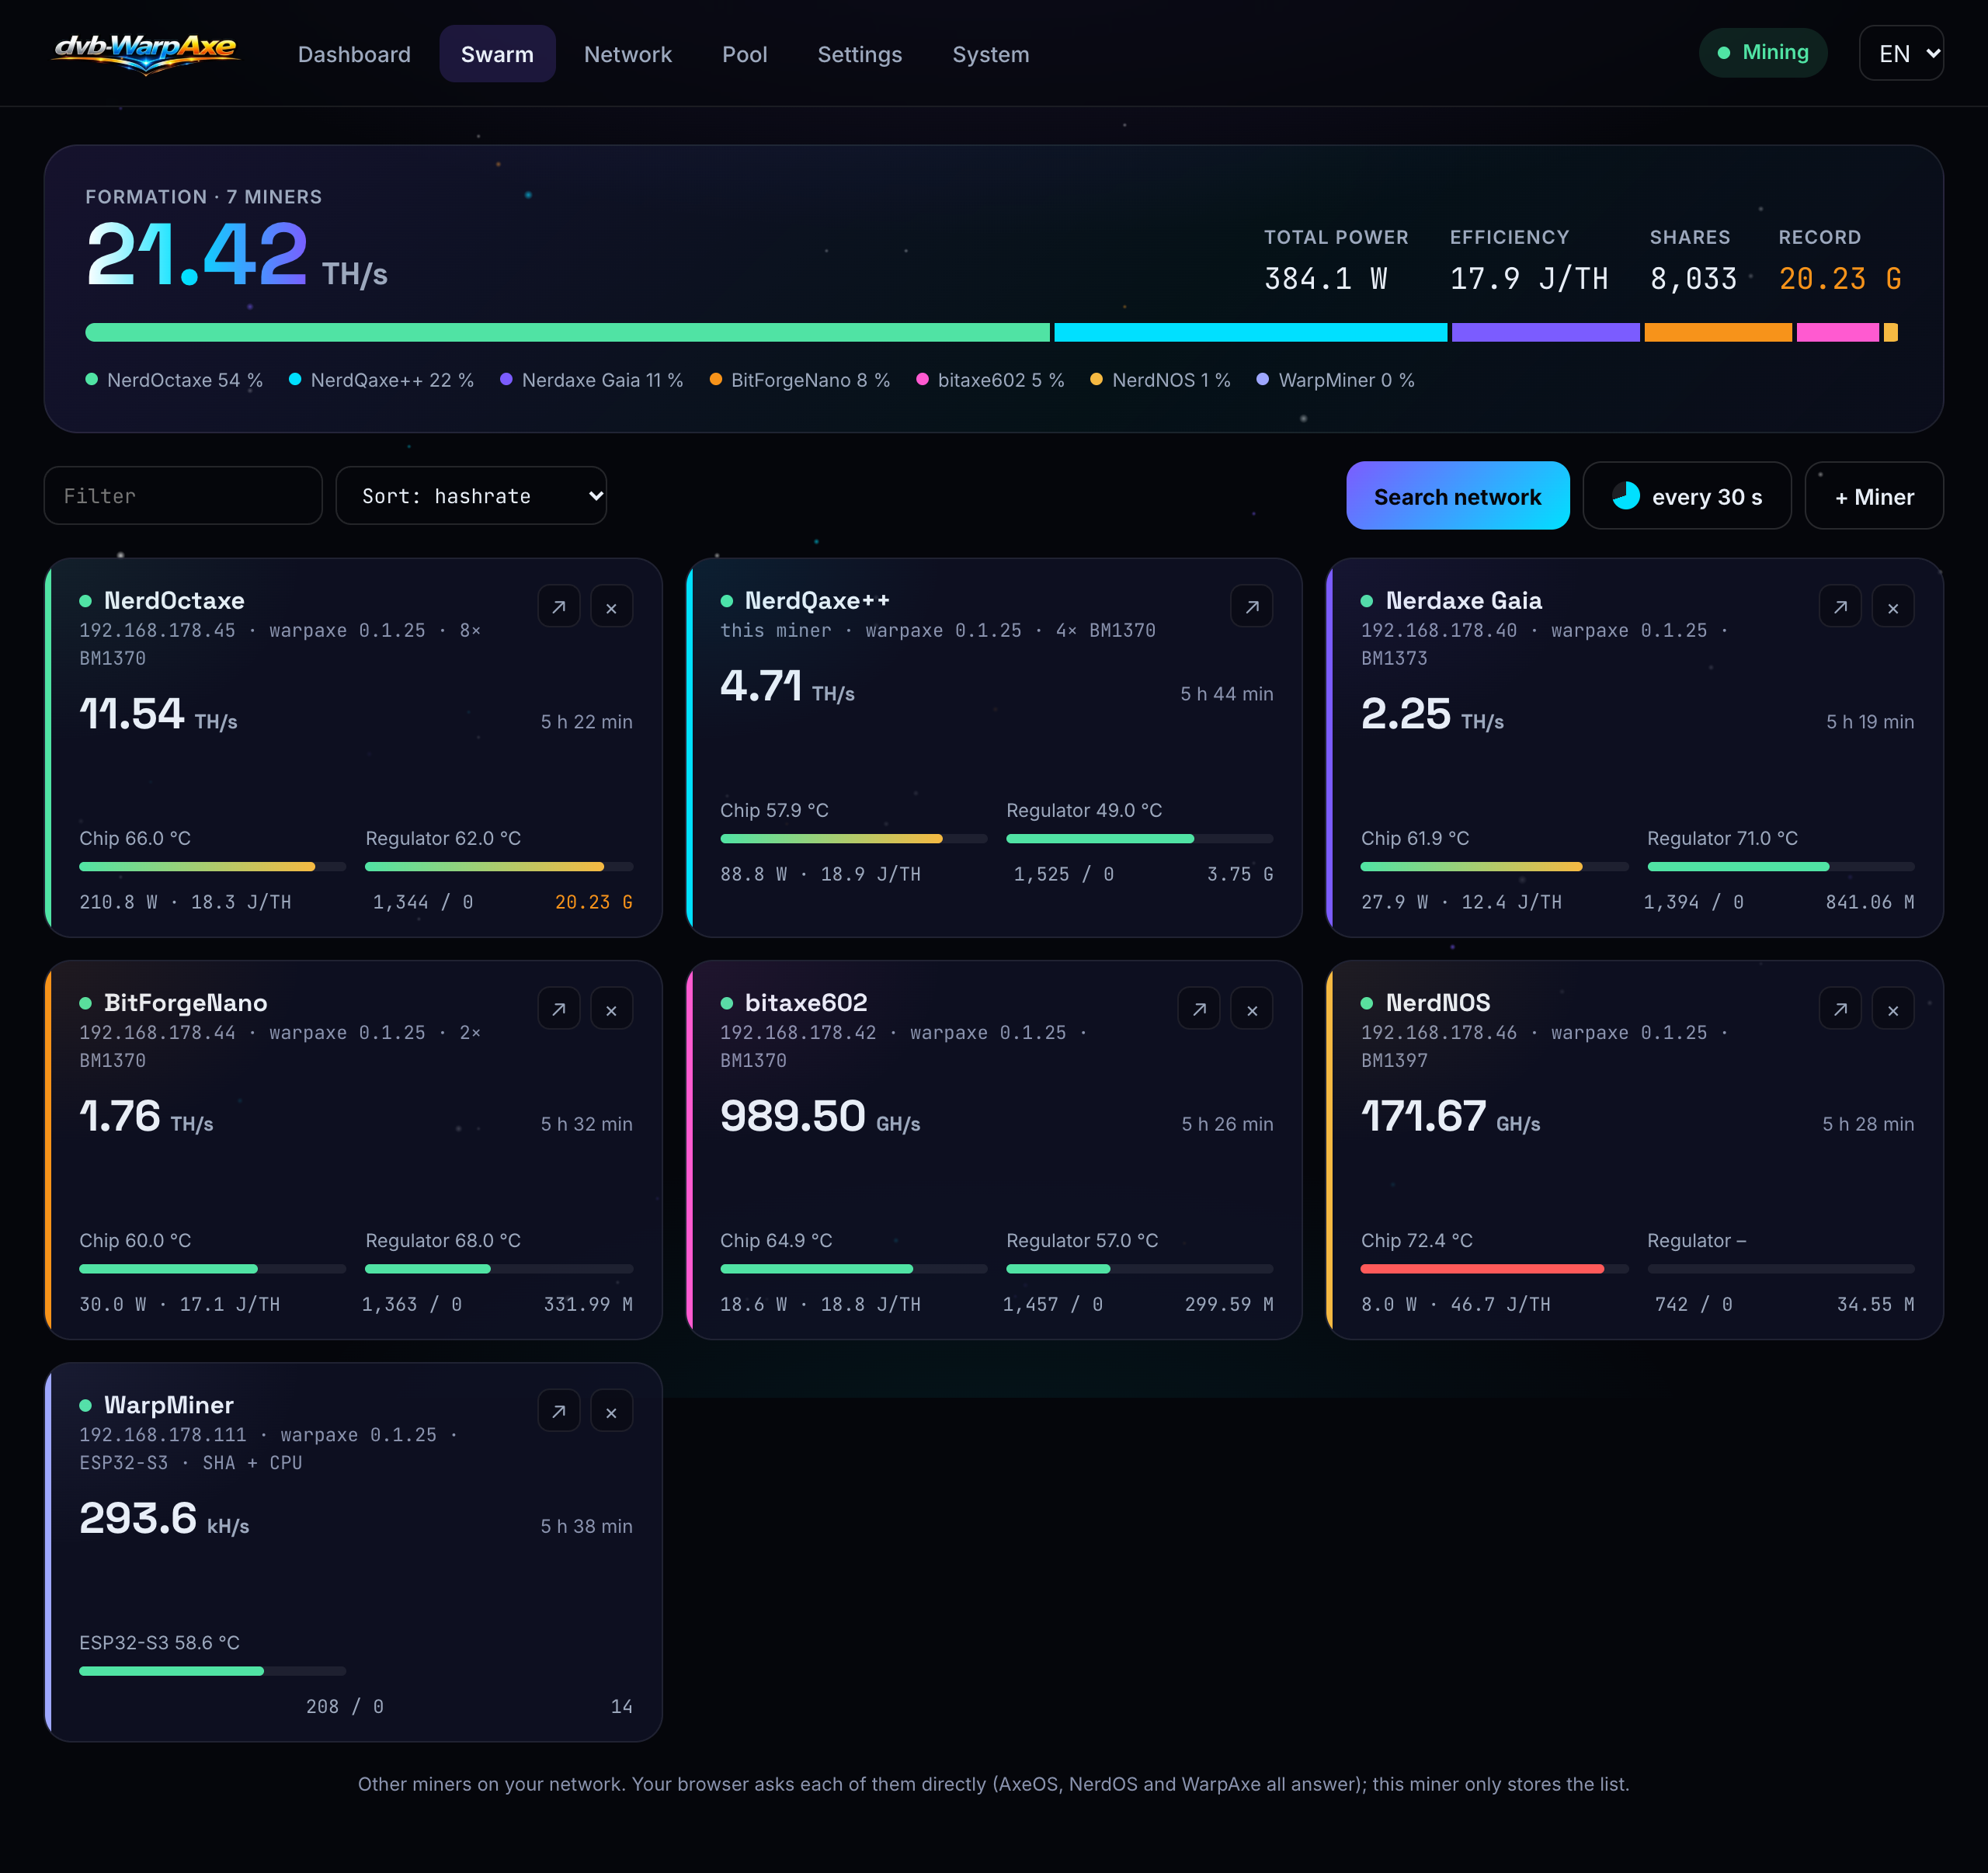 dvb-WarpAxe
Dashboard Swarm Network Pool Settings System
Mining
EN
FORMATION · 7 MINERS
21.42 TH/s
TOTAL POWER EFFICIENCY SHARES RECORD
384.1 W 17.9 J/TH 8,033 20.23 G
NerdOctaxe 54 % NerdQaxe++ 22 % Nerdaxe Gaia 11 % BitForgeNano 8 % bitaxe602 5 % NerdNOS 1 % WarpMiner 0 %
Filter
Sort: hashrate
Search network
every 30 s
+ Miner
NerdOctaxe
192.168.178.45 · warpaxe 0.1.25 · 8×
BM1370
11.54 TH/s
5 h 22 min
Chip 66.0 °C Regulator 62.0 °C
210.8 W · 18.3 J/TH 1,344 / 0 20.23 G
NerdQaxe++
this miner · warpaxe 0.1.25 · 4× BM1370
4.71 TH/s
5 h 44 min
Chip 57.9 °C Regulator 49.0 °C
88.8 W · 18.9 J/TH 1,525 / 0 3.75 G
Nerdaxe Gaia
192.168.178.40 · warpaxe 0.1.25 ·
BM1373
2.25 TH/s
5 h 19 min
Chip 61.9 °C Regulator 71.0 °C
27.9 W · 12.4 J/TH 1,394 / 0 841.06 M
BitForgeNano
192.168.178.44 · warpaxe 0.1.25 · 2×
BM1370
1.76 TH/s
5 h 32 min
Chip 60.0 °C Regulator 68.0 °C
30.0 W · 17.1 J/TH 1,363 / 0 331.99 M
bitaxe602
192.168.178.42 · warpaxe 0.1.25 ·
BM1370
989.50 GH/s
5 h 26 min
Chip 64.9 °C Regulator 57.0 °C
18.6 W · 18.8 J/TH 1,457 / 0 299.59 M
NerdNOS
192.168.178.46 · warpaxe 0.1.25 ·
BM1397
171.67 GH/s
5 h 28 min
Chip 72.4 °C Regulator –
8.0 W · 46.7 J/TH 742 / 0 34.55 M
WarpMiner
192.168.178.111 · warpaxe 0.1.25 ·
ESP32-S3 · SHA + CPU
293.6 kH/s
5 h 38 min
ESP32-S3 58.6 °C
208 / 0 14
Other miners on your network. Your browser asks each of them directly (AxeOS, NerdOS and WarpAxe all answer); this miner only stores the list.